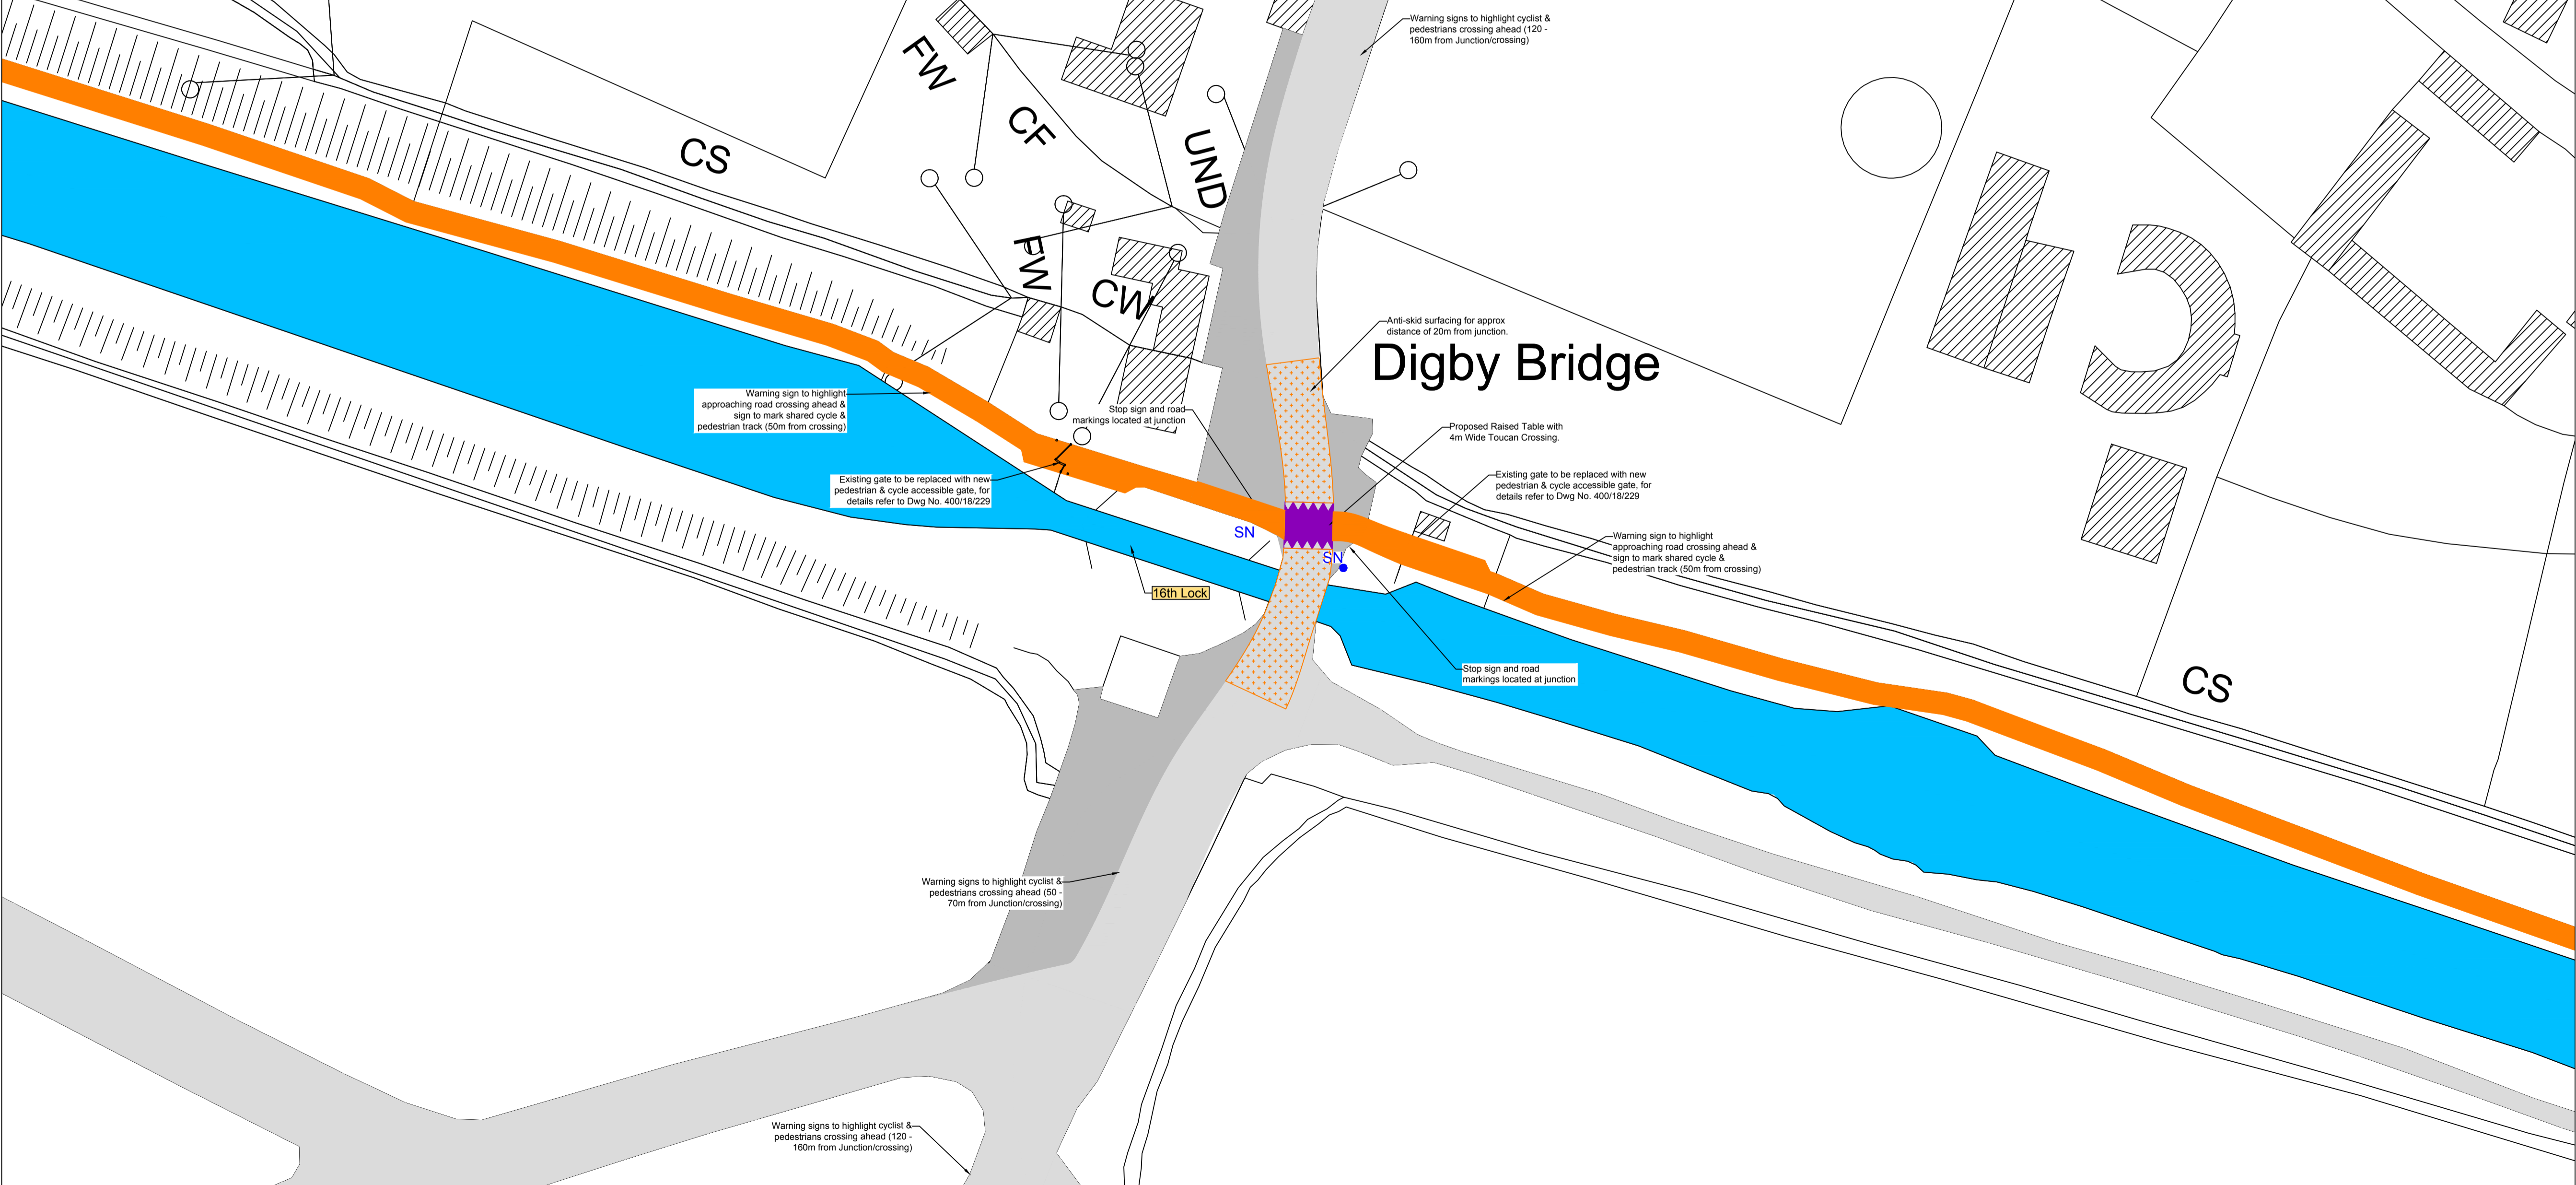 Warning signs to highlight cyclist &
pedestrians crossing ahead (120 -
160m from Junction/crossing)
FW
CF
CS
UND
FW
CW
Anti-skid surfacing for approx
distance of 20m from junction.
Digby Bridge
Warning sign to highlight
approaching road crossing ahead &
sign to mark shared cycle &
pedestrian track (50m from crossing)
Stop sign and road
markings located at junction
Proposed Raised Table with
4m Wide Toucan Crossing.
Existing gate to be replaced with new
pedestrian & cycle accessible gate, for
details refer to Dwg No. 400/18/229
Existing gate to be replaced with new
pedestrian & cycle accessible gate, for
details refer to Dwg No. 400/18/229
SN
SN
Warning sign to highlight
approaching road crossing ahead &
sign to mark shared cycle &
pedestrian track (50m from crossing)
16th Lock
Stop sign and road
markings located at junction
CS
Warning signs to highlight cyclist &
pedestrians crossing ahead (50 -
70m from Junction/crossing)
Warning signs to highlight cyclist &
pedestrians crossing ahead (120 -
160m from Junction/crossing)